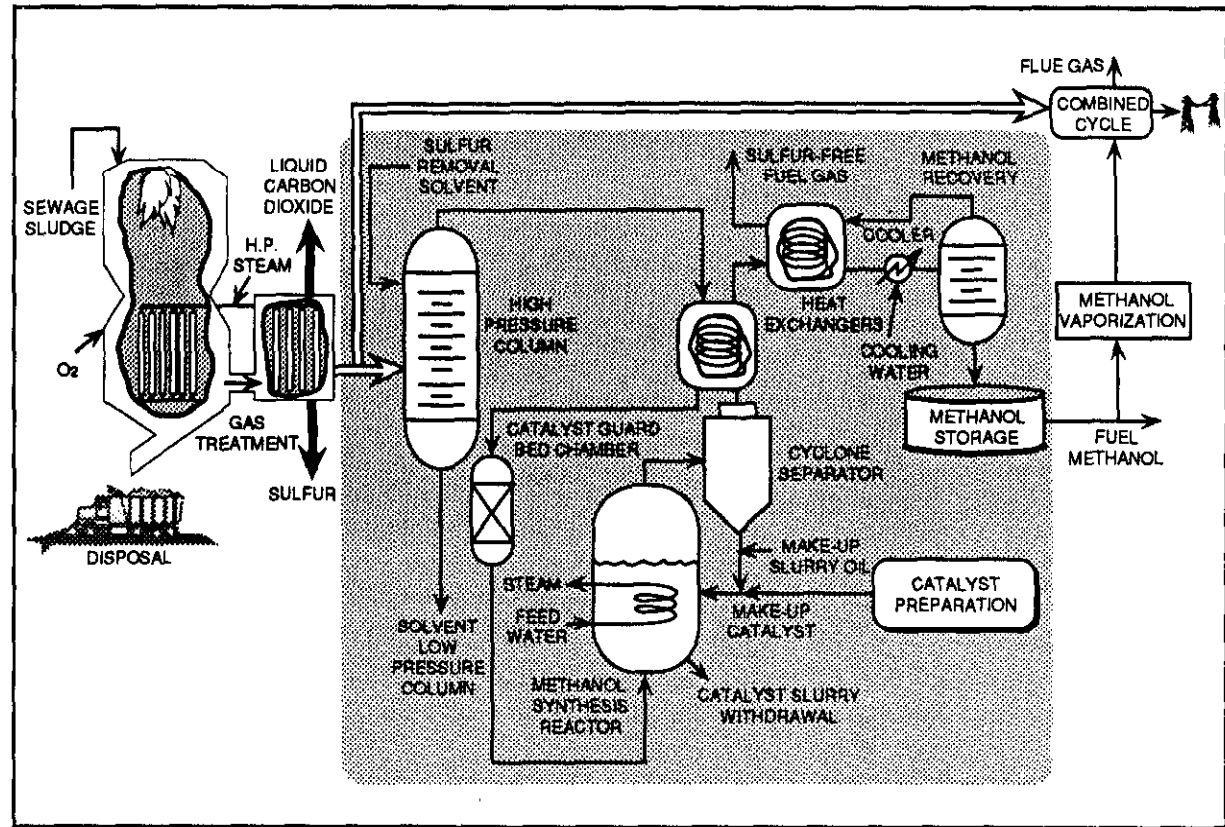 FLUE GAS
COMBINED
CYCLE
SULFUR
REMOVAL
SOLVENT
SULFUR-FREE
FUEL GAS
METHANOL
RECOVERY
LIQUID
CARBON
DIOXIDE
SEWAGE
SLUDGE
H.P.
STEAM
COOLER
HIGH
PRESSURE
COLUMN
HEAT
EXCHANGERS
METHANOL
VAPORIZATION
COOLING
WATER
O2
GAS
TREATMENT
METHANOL
STORAGE
FUEL
METHANOL
CATALYST GUARD
BED CHAMBER
CYCLONE
SEPARATOR
SULFUR
DISPOSAL
MAKE-UP
SLURRY OIL
STEAM
FEED
WATER
MAKE-UP
CATALYST
CATALYST
PREPARATION
SOLVENT
LOW
PRESSURE
COLUMN
METHANOL
SYNTHESIS
REACTOR
CATALYST SLURRY
WITHDRAWAL